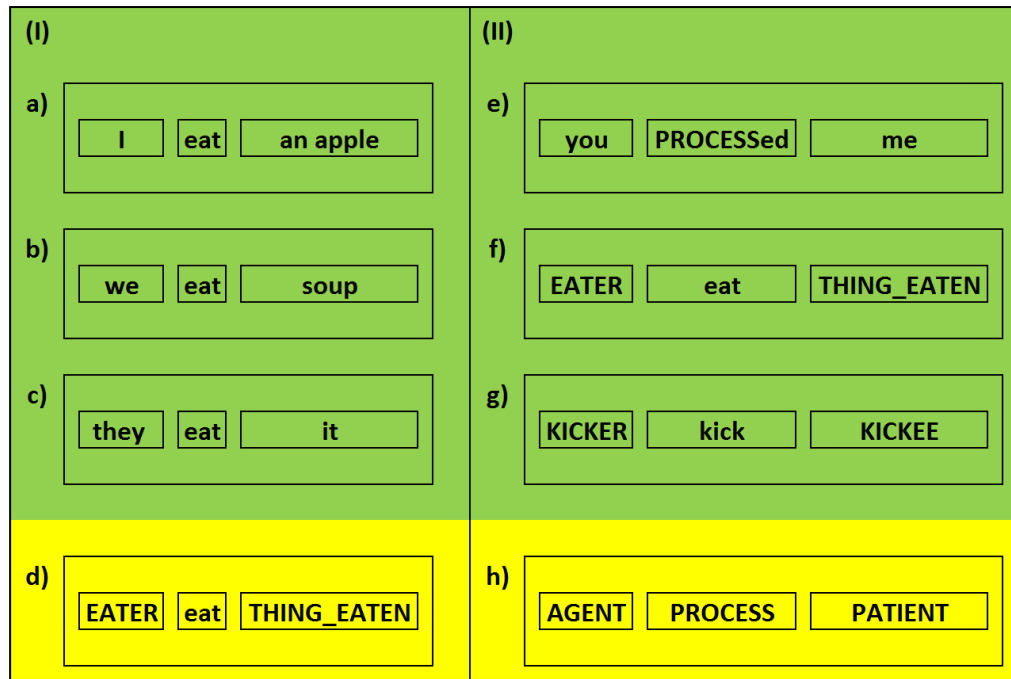 (I)
a)
I eat an apple
b)
we eat soup
c)
they eat it
d)
EATER eat THING_EATEN
(II)
e)
you PROCESSed me
f)
EATER eat THING_EATEN
g)
KICKER kick KICKEE
h)
AGENT PROCESS PATIENT